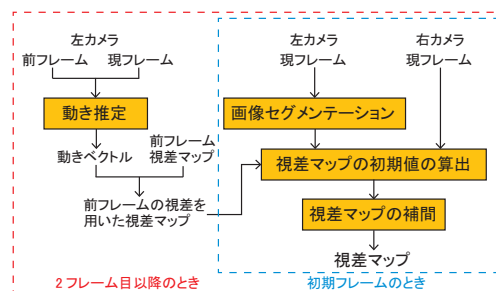 左カメラ
前フレーム 現フレーム
動き推定
動きベクトル
前フレーム
視差マップ
前フレームの視差を
用いた視差マップ
2フレーム目以降のとき
左カメラ
現フレーム
右カメラ
現フレーム
画像セグメンテーション
視差マップの初期値の算出
視差マップの補間
視差マップ
初期フレームのとき